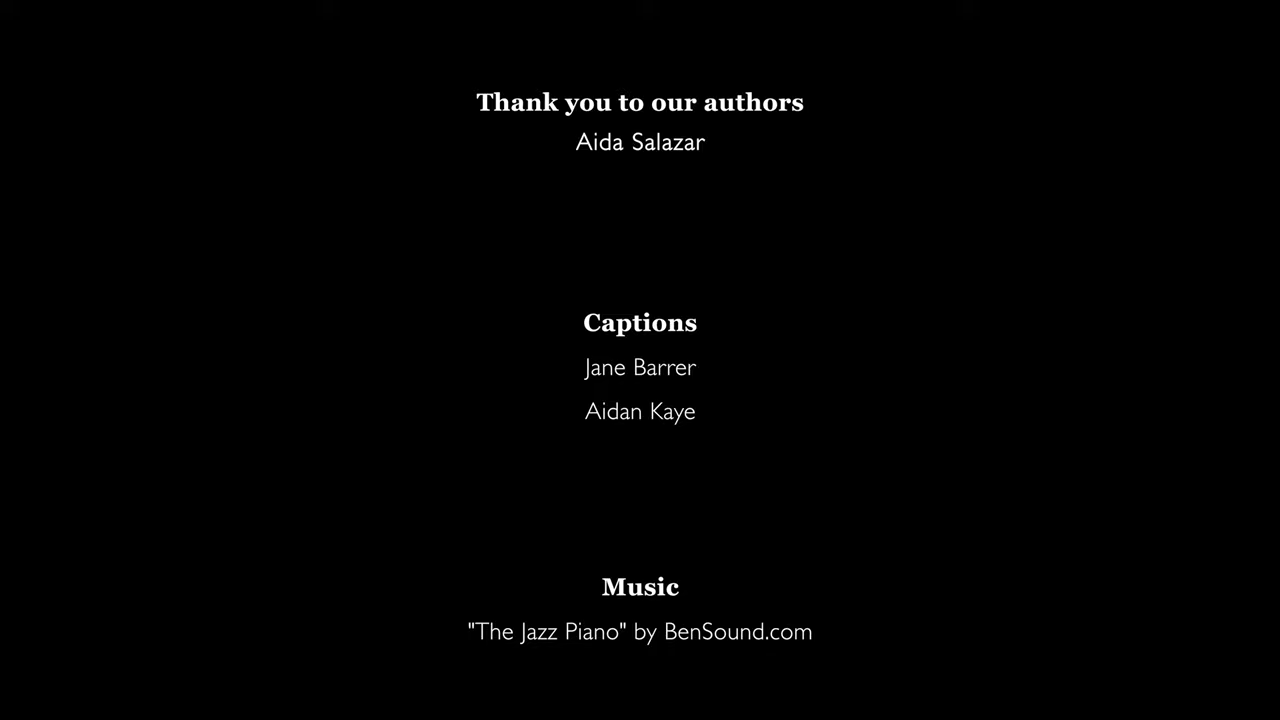 Thank you to our authors
Aida Salazar
Captions
Jane Barrer
Aidan Kaye
Music
"The Jazz Piano" by BenSound.com